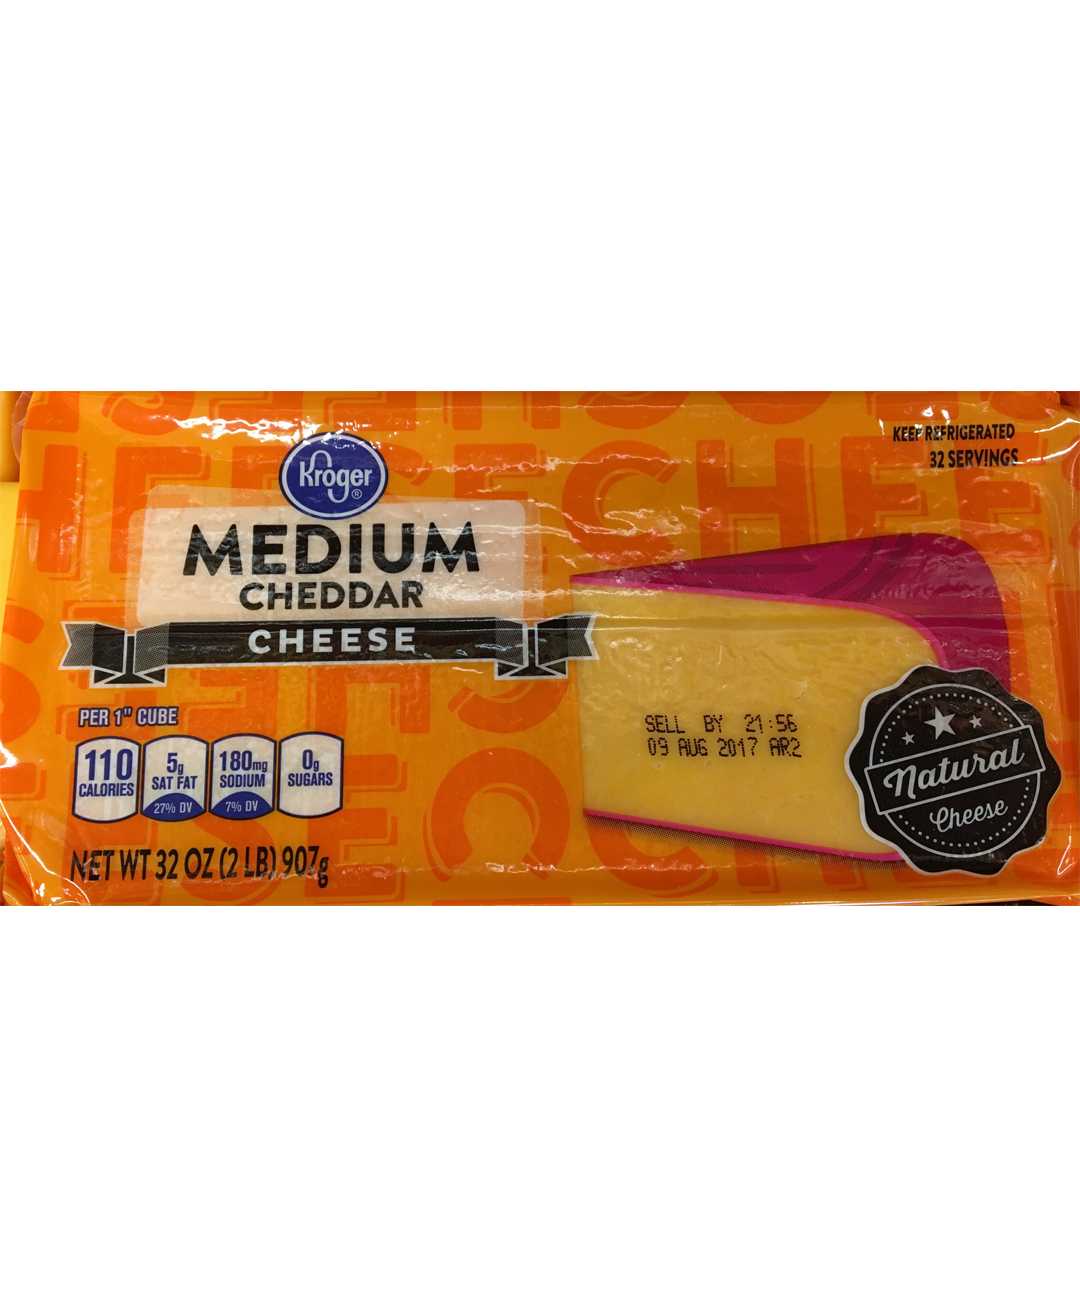 Kroger®
MEDIUM
CHEDDAR
CHEESE
KEEP REFRIGERATED
32 SERVINGS
PER 1" CUBE
110
CALORIES
5g
SAT FAT
27% DV
180mg
SODIUM
7% DV
0g
SUGARS
NET WT 32 OZ (2 LB) 907g
SELL BY 21:56
09 AUG 2017 AR2
Natural
Cheese